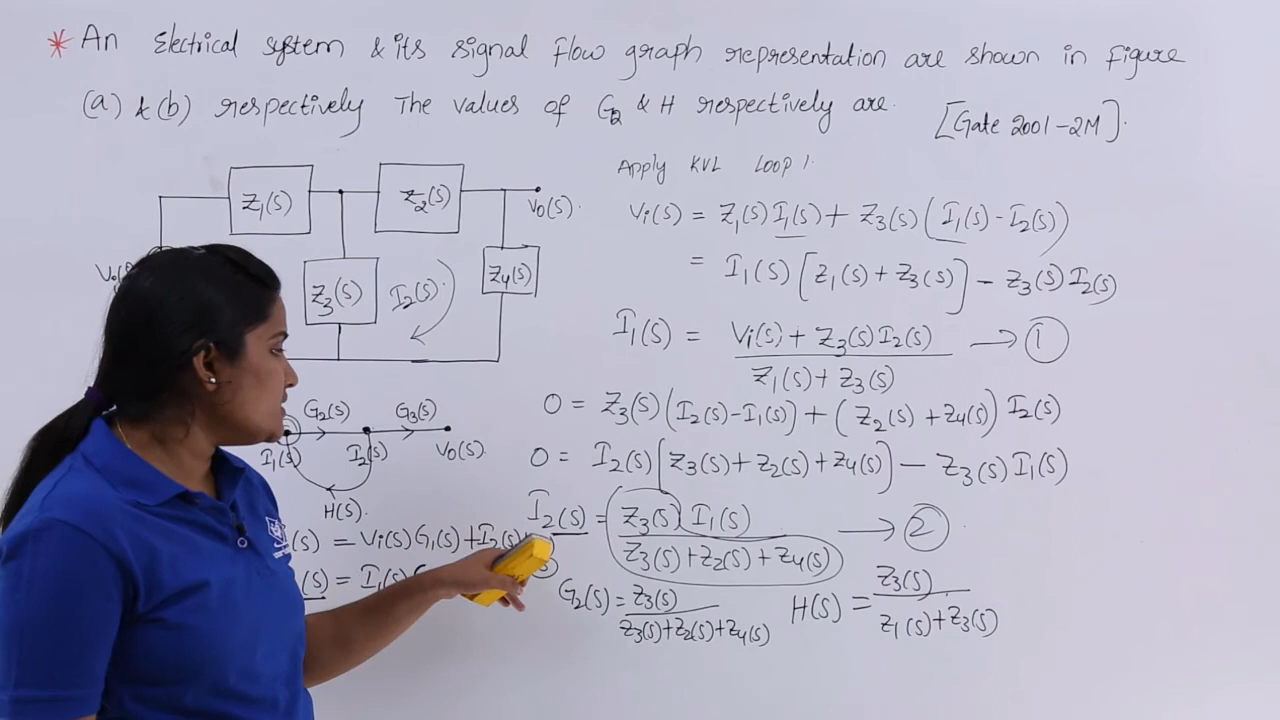 * An Electrical system & its signal flow graph representation are shown in figure
(a) & (b) respectively The values of G2 & H respectively are. [Gate 2001-2M].
Z1(s)
Z2(s)
V0(s).
Z3(s)
I2(s).
Z4(s)
G2(s)
G3(s)
I1(s)
I2(s)
V0(s).
H(s).
(s) = Vi(s)G1(s)+I2(s)
(s) = I1(s)
Apply KVL Loop 1.
Vi(s) = Z1(s) I1(s) + Z3(s) (I1(s) - I2(s))
= I1(s) [Z1(s) + Z3(s)] - Z3(s) I2(s)
I1(s) = Vi(s) + Z3(s) I2(s) / Z1(s) + Z3(s) → 1
0 = Z3(s) (I2(s) - I1(s)) + (Z2(s) + Z4(s)) I2(s)
0 = I2(s) [Z3(s) + Z2(s) + Z4(s)] - Z3(s) I1(s)
I2(s) = Z3(s) I1(s) / Z3(s) + Z2(s) + Z4(s) → 2
G2(s) = Z3(s) / Z3(s)+Z2(s)+Z4(s)
H(s) = Z3(s) / Z1(s)+Z3(s)